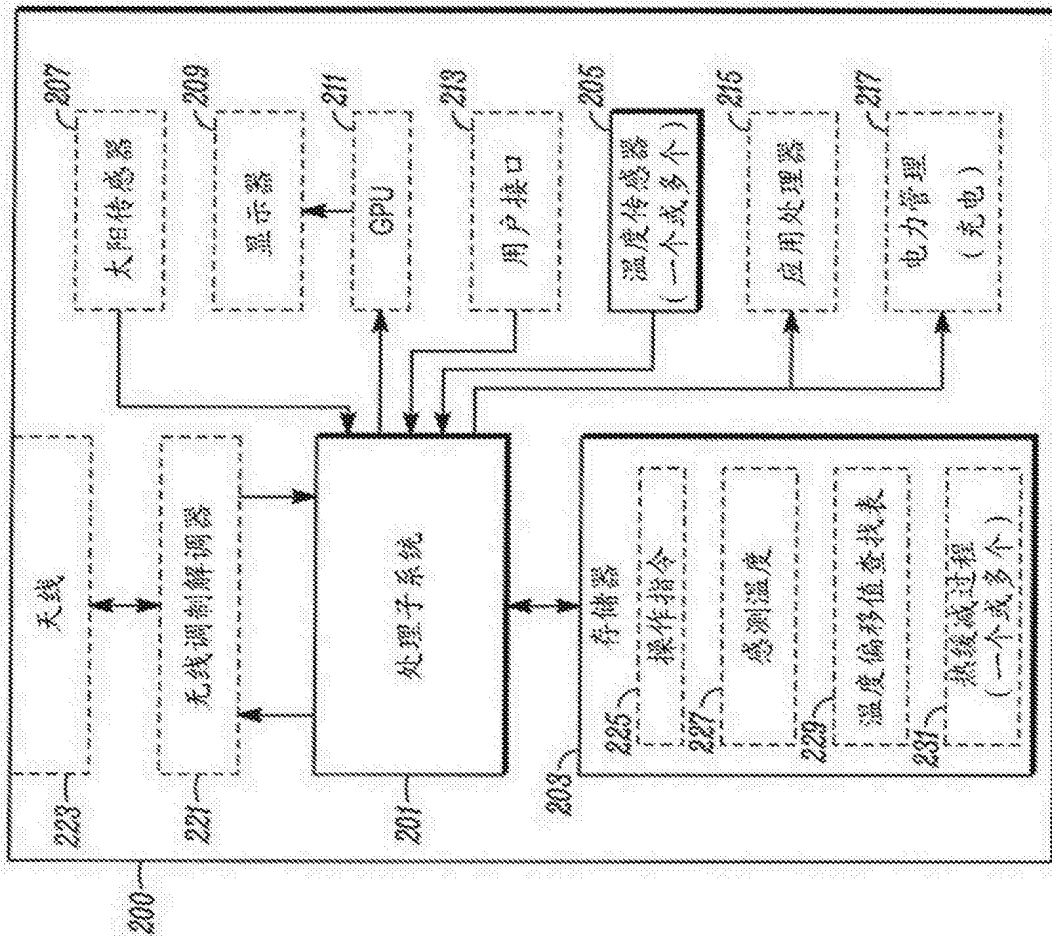 200
223
天线
221
无线调制解调器
201
处理子系统
203
存储器
225
操作指令
227
感测温度
229
温度偏移值查找表
231
热缓减过程
(一个或多个)
207
太阳传感器
209
显示器
211
GPU
213
用户接口
205
温度传感器
(一个或多个)
215
应用处理器
217
电力管理
(充电)